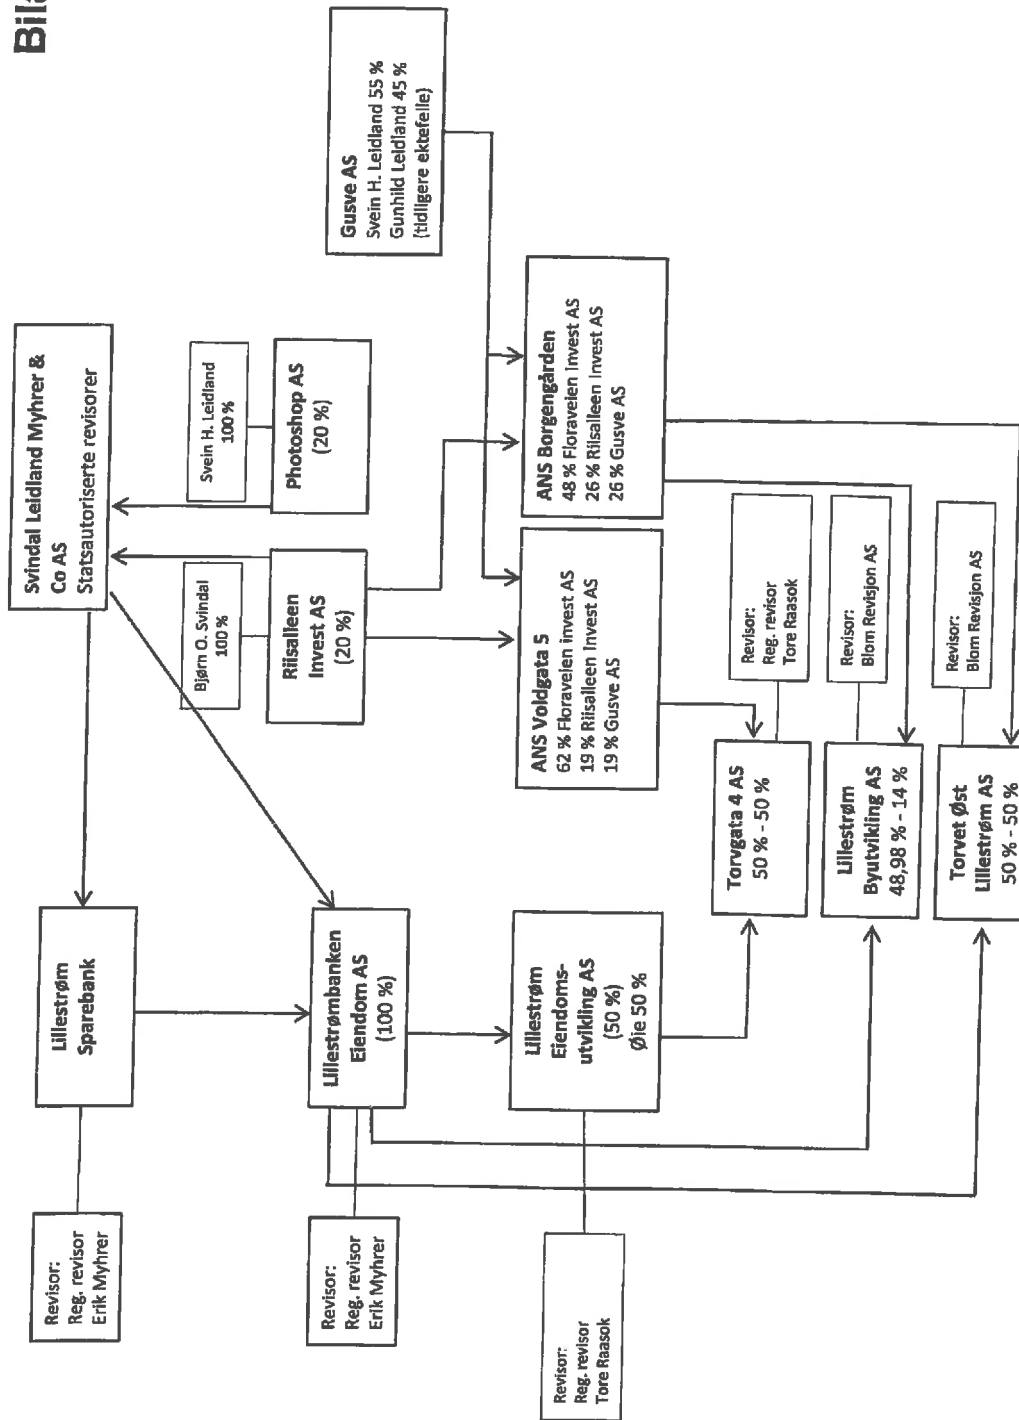 Bila
Svindal Leidland Myhrer &
Co AS
Statsautoriserte revisorer
Revisor:
Reg. revisor
Erik Myhrer
Lillestrøm
Sparebank
Bjørn O. Svindal
100 %
Svein H. Leidland
100 %
Revisor:
Reg. revisor
Erik Myhrer
Lillestrømbanken
Eiendom AS
(100 %)
Riisalleen
Invest AS
(20 %)
Photoshop AS
(20 %)
Gusve AS
Svein H. Leidland 55 %
Gunhild Leidland 45 %
(tidligere ektefelle)
Revisor:
Reg. revisor
Tore Raasok
Lillestrøm
Eiendoms-
utvikling AS
(50 %)
Øie 50 %
ANS Voldgata 5
62 % Floraveien invest AS
19 % Riisalleen Invest AS
19 % Gusve AS
ANS Borgengården
48 % Floraveien Invest AS
26 % Riisalleen Invest AS
26 % Gusve AS
Torvgata 4 AS
50 % - 50 %
Revisor:
Reg. revisor
Tore Raasok
Lillestrøm
Byutvikling AS
48,98 % - 14 %
Revisor:
Blom Revisjon AS
Torvet Øst
Lillestrøm AS
50 % - 50 %
Revisor:
Blom Revisjon AS